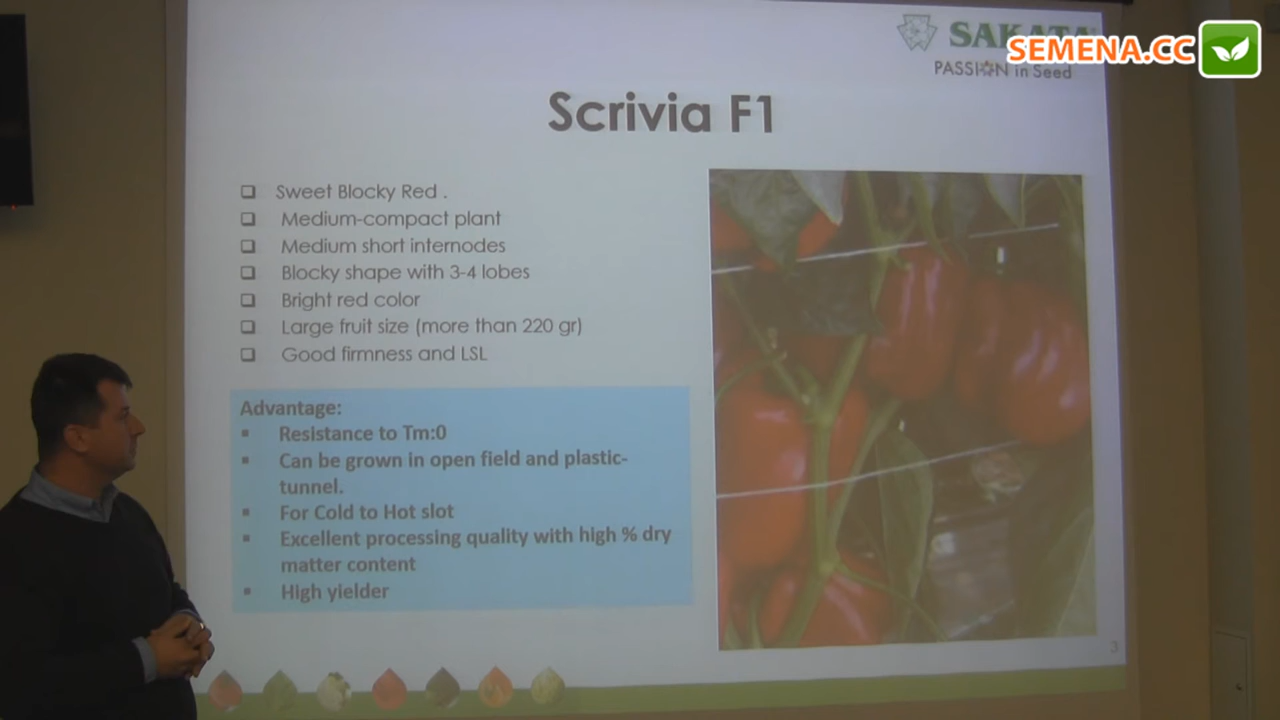 SAKATA
SEMENA.CC
PASSION in Seed
Scrivia F1
Sweet Blocky Red .
Medium-compact plant
Medium short internodes
Blocky shape with 3-4 lobes
Bright red color
Large fruit size (more than 220 gr)
Good firmness and LSL
Advantage:
Resistance to Tm:0
Can be grown in open field and plastic-
tunnel.
For Cold to Hot slot
Excellent processing quality with high % dry
matter content
High yielder
3